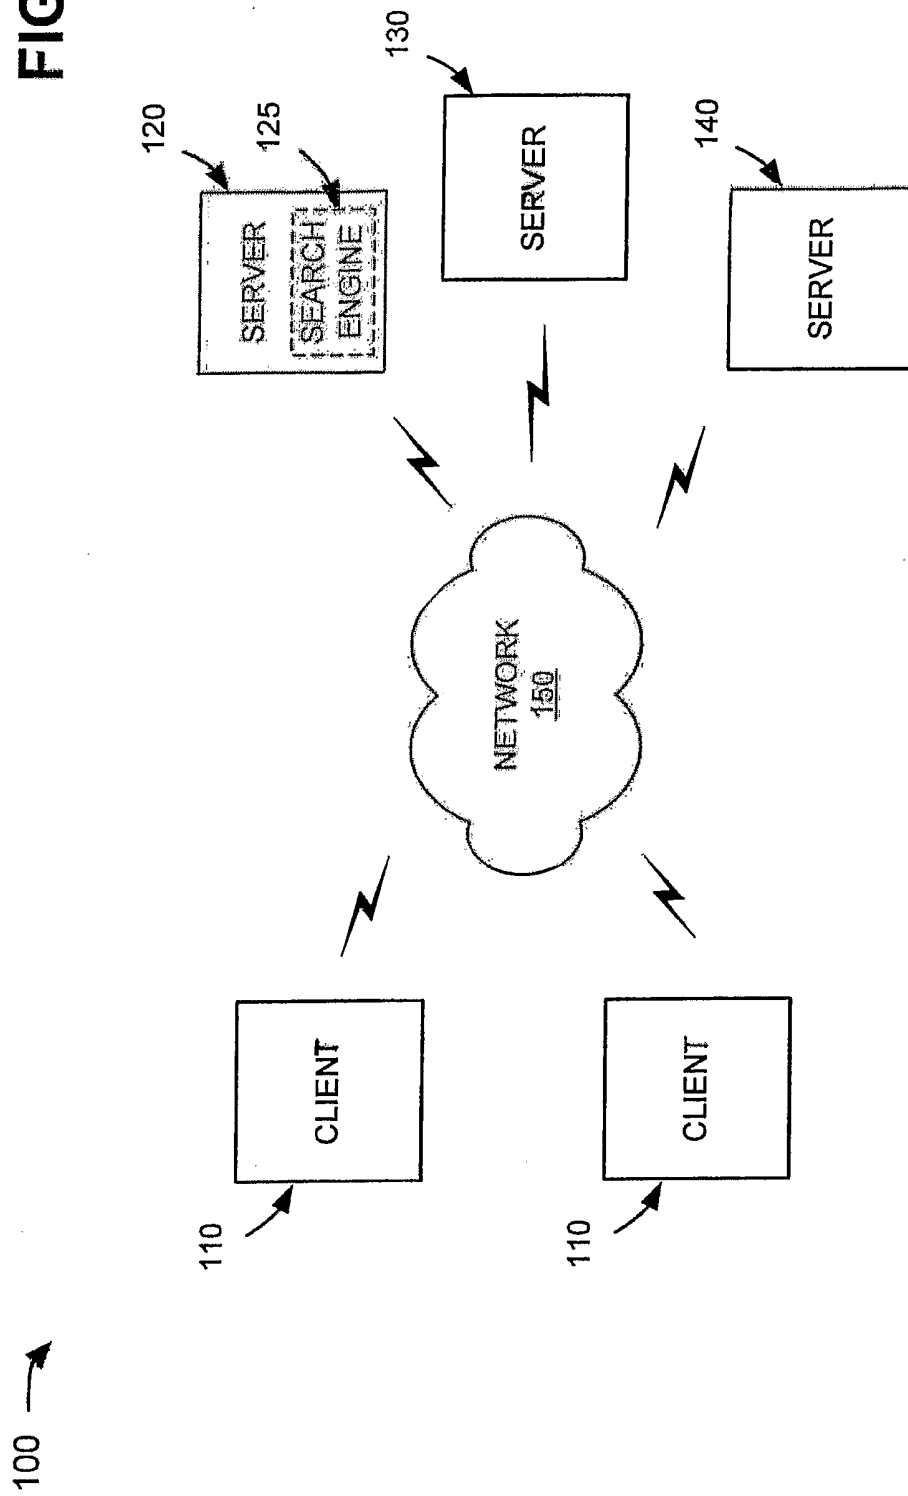 FIG
100
110
CLIENT
110
CLIENT
NETWORK
150
120
SERVER
125
SEARCH
ENGINE
130
SERVER
140
SERVER